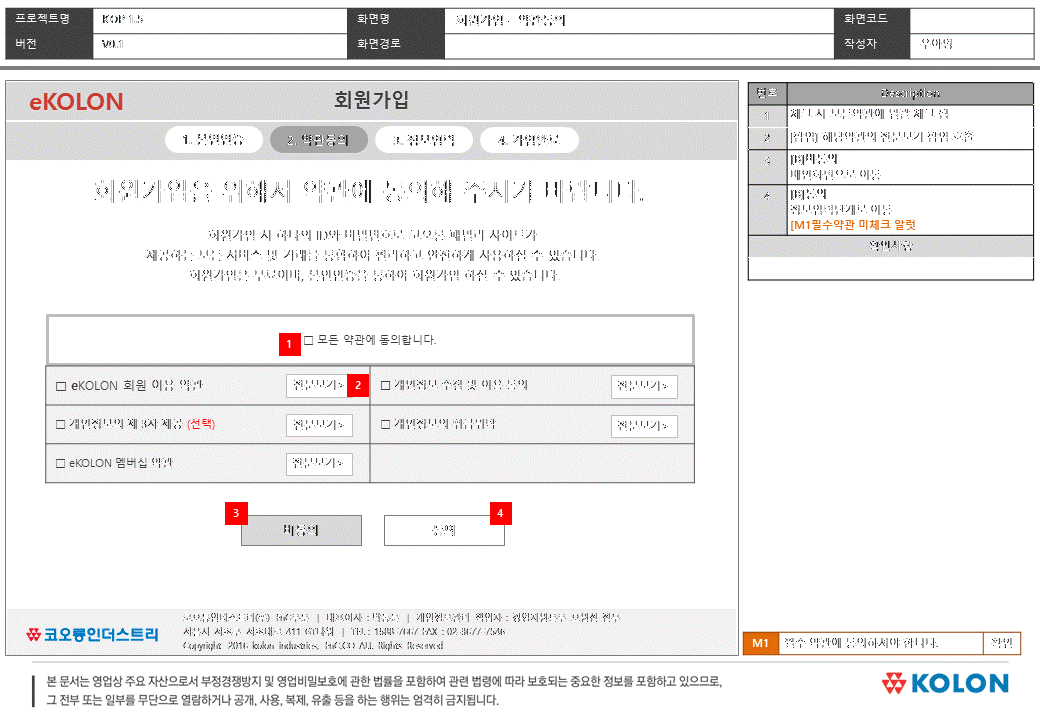 프로젝트명 KOP 1.5 화면명 회원가입 - 약관동의 화면코드
버전 V0.1 화면경로 작성자
eKOLON 회원가입
1. 본인인증 2. 약관동의 3. 정보입력 4. 가입완료
회원가입을 위해서 약관에 동의해 주시기 바랍니다.
회원가입 시 하나의 ID와 비밀번호로 코오롱 패밀리 사이트가
제공하는 모든 서비스 및 거래를 통합하여 편리하고 안전하게 사용하실 수 있습니다.
회원가입은 무료이며, 본인인증을 통하여 회원가입 하실 수 있습니다.
1 □ 모든 약관에 동의합니다.
□ eKOLON 회원 이용 약관 전문보기> 2 □ 개인정보 수집 및 이용 동의 전문보기>
□ 개인정보의 제 3자 제공 (선택) 전문보기> □ 개인정보의 취급위탁 전문보기>
□ eKOLON 멤버십 약관 전문보기>
3 비동의 4 동의
코오롱인더스트리
Copyright 2016 kolon industries, FnC.CO ALL Rights Reserved
번호 Description
1 체크 시 모든약관에 일괄 체크 됨
2 [팝업] 해당약관의 전문보기 팝업 호출
3 [B]비동의
메인화면으로 이동
4 [B]동의
정보입력단계로 이동
[M1필수약관 미체크 알럿
확인사항
M1 필수 약관에 동의하셔야 합니다. 확인
본 문서는 영업상 주요 자산으로서 부정경쟁방지 및 영업비밀보호에 관한 법률을 포함하여 관련 법령에 따라 보호되는 중요한 정보를 포함하고 있으므로,
그 전부 또는 일부를 무단으로 열람하거나 공개, 사용, 복제, 유출 등을 하는 행위는 엄격히 금지됩니다.
KOLON